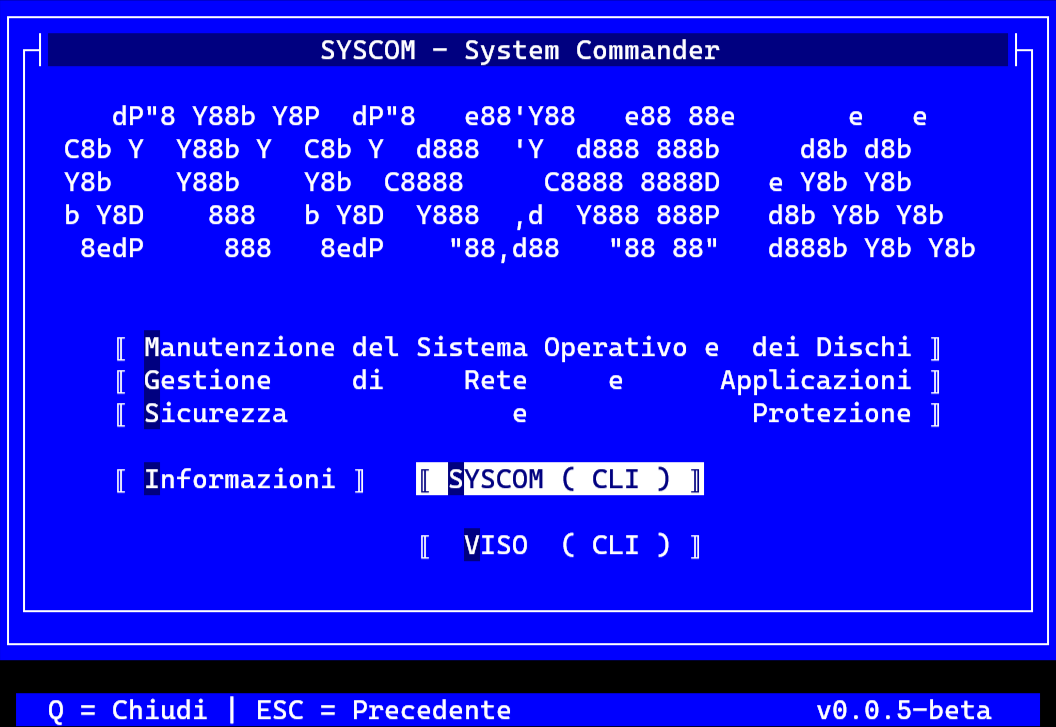 SYSCOM – System Commander
   dP"8 Y88b Y8P  dP"8   e88'Y88   e88 88e       e   e
C8b Y  Y88b Y  C8b Y  d888  'Y  d888 888b     d8b d8b
Y8b    Y88b    Y8b  C8888     C8888 8888D   e Y8b Y8b
b Y8D    888   b Y8D  Y888  ,d  Y888 888P   d8b Y8b Y8b
 8edP     888   8edP    "88,d88   "88 88"   d888b Y8b Y8b
⟦ Manutenzione del Sistema Operativo e  dei Dischi ⟧
⟦ Gestione     di     Rete     e      Applicazioni ⟧
⟦ Sicurezza              e              Protezione ⟧
⟦ Informazioni ⟧   ⟦ SYSCOM ( CLI ) ⟧
⟦  VISO  ( CLI ) ⟧
Q = Chiudi | ESC = Precedente                   v0.0.5–beta